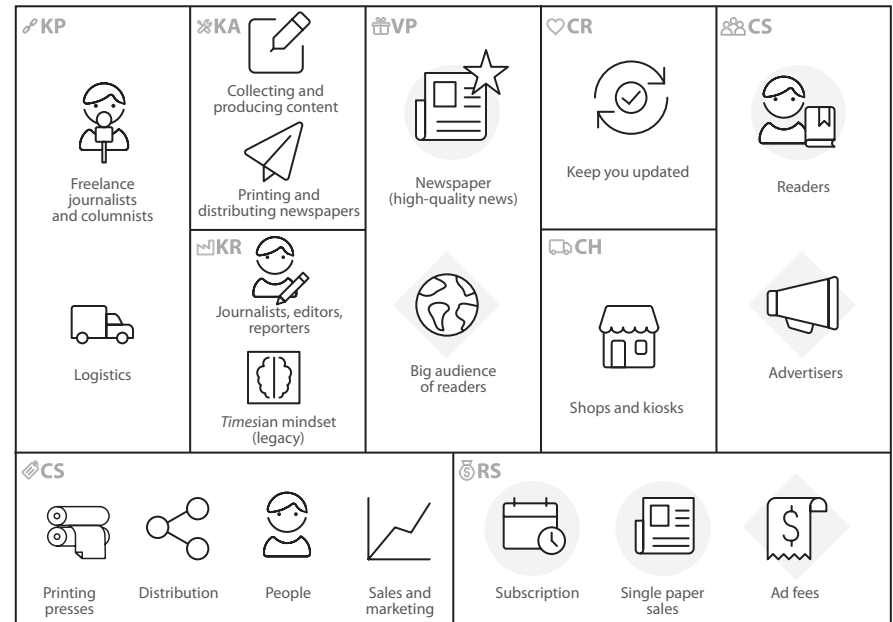 KP
Freelance
journalists
and columnists
Logistics
KA
Collecting and
producing content
Printing and
distributing newspapers
KR
Journalists, editors,
reporters
Timesian mindset
(legacy)
VP
Newspaper
(high-quality news)
Big audience
of readers
CR
Keep you updated
CH
Shops and kiosks
CS
Readers
Advertisers
CS
Printing
presses
Distribution
People
Sales and
marketing
RS
Subscription
Single paper
sales
$
Ad fees